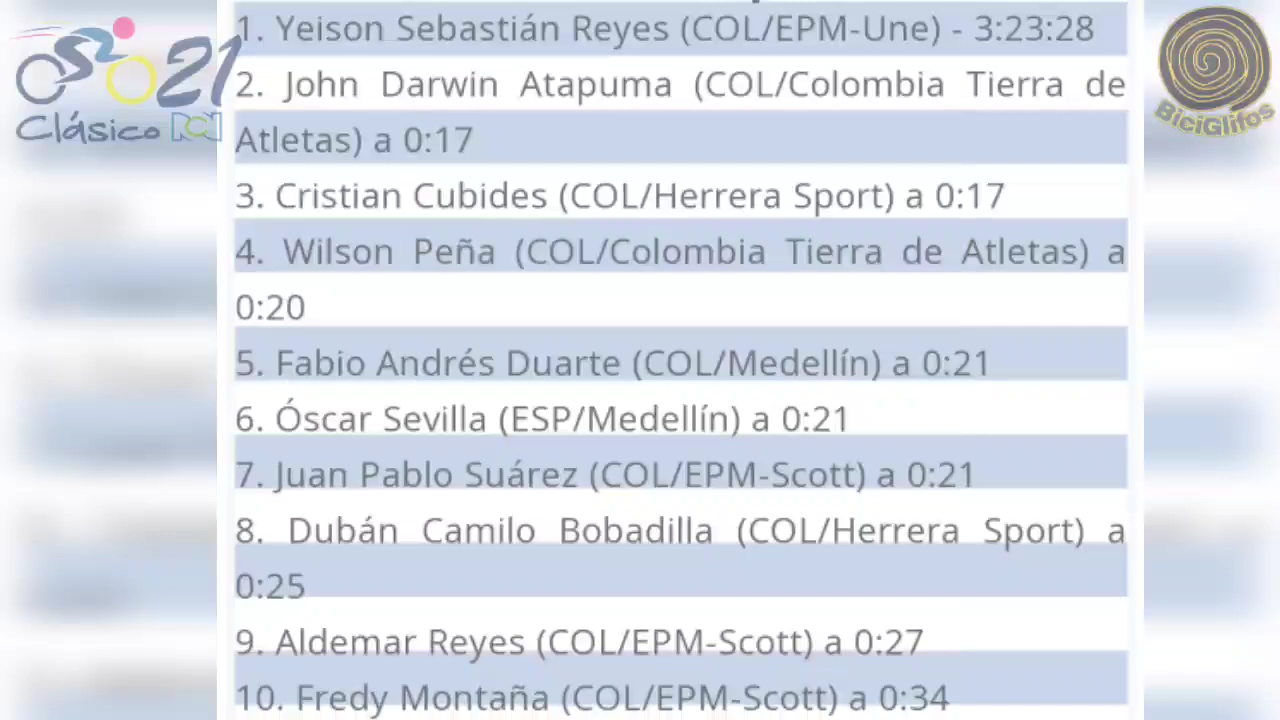 2021
Clásico RCN
BiciGlifos
1. Yeison Sebastián Reyes (COL/EPM-Une) - 3:23:28
2. John Darwin Atapuma (COL/Colombia Tierra de
Atletas) a 0:17
3. Cristian Cubides (COL/Herrera Sport) a 0:17
4. Wilson Peña (COL/Colombia Tierra de Atletas) a
0:20
5. Fabio Andrés Duarte (COL/Medellín) a 0:21
6. Óscar Sevilla (ESP/Medellín) a 0:21
7. Juan Pablo Suárez (COL/EPM-Scott) a 0:21
8. Dubán Camilo Bobadilla (COL/Herrera Sport) a
0:25
9. Aldemar Reyes (COL/EPM-Scott) a 0:27
10. Fredy Montaña (COL/EPM-Scott) a 0:34